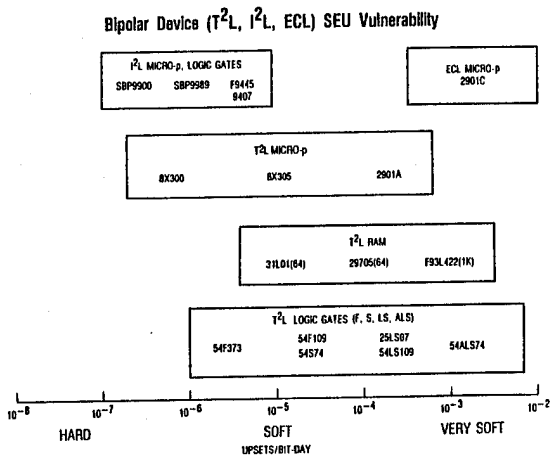 Bipolar Device (T²L, I²L, ECL) SEU Vulnerability
I²L MICRO-p, LOGIC GATES
SBP9900 SBP9989 F9445
9407
ECL MICRO-p
2901C
T²L MICRO-p
8X300 8X305 2901A
T²L RAM
31L01(64) 29705(64) F93L422(1K)
T²L LOGIC GATES (F, S, LS, ALS)
54F373 54F109 25LS07 54ALS74
54S74 54LS109
10⁻⁸ 10⁻⁷ 10⁻⁶ 10⁻⁵ 10⁻⁴ 10⁻³ 10⁻²
HARD SOFT VERY SOFT
UPSETS/BIT-DAY